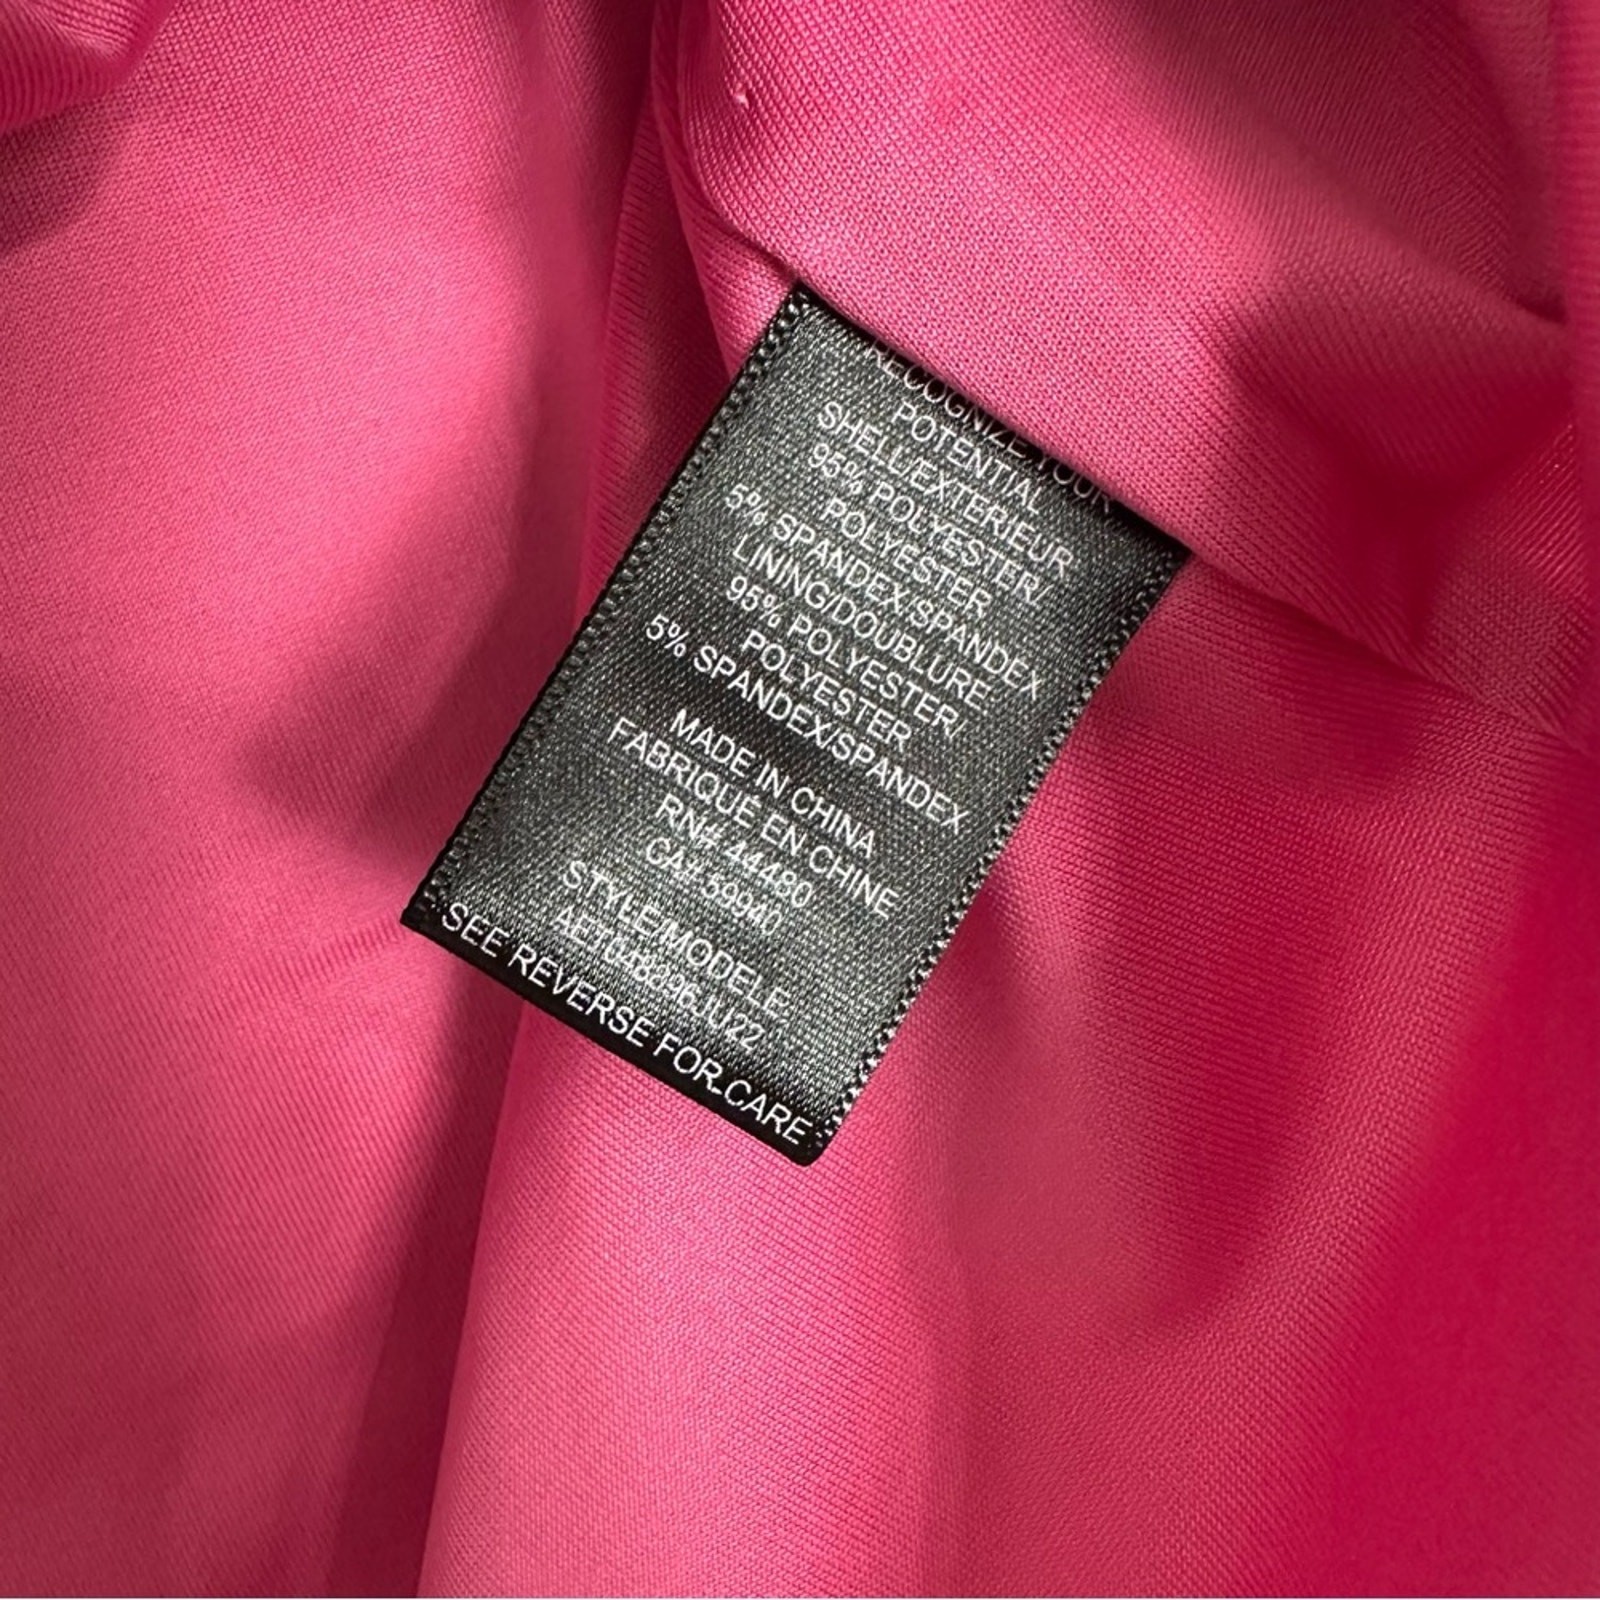 RECOGNIZE YOUR
POTENTIAL
SHELL/EXTERIEUR
95% POLYESTER/
POLYESTER
5% SPANDEX/SPANDEX
LINING/DOUBLURE
95% POLYESTER/
POLYESTER
5% SPANDEX/SPANDEX
MADE IN CHINA
FABRIQUÉ EN CHINE
RN# 44480
CA# 59940
STYLE/MODELE
SEE REVERSE FOR CARE